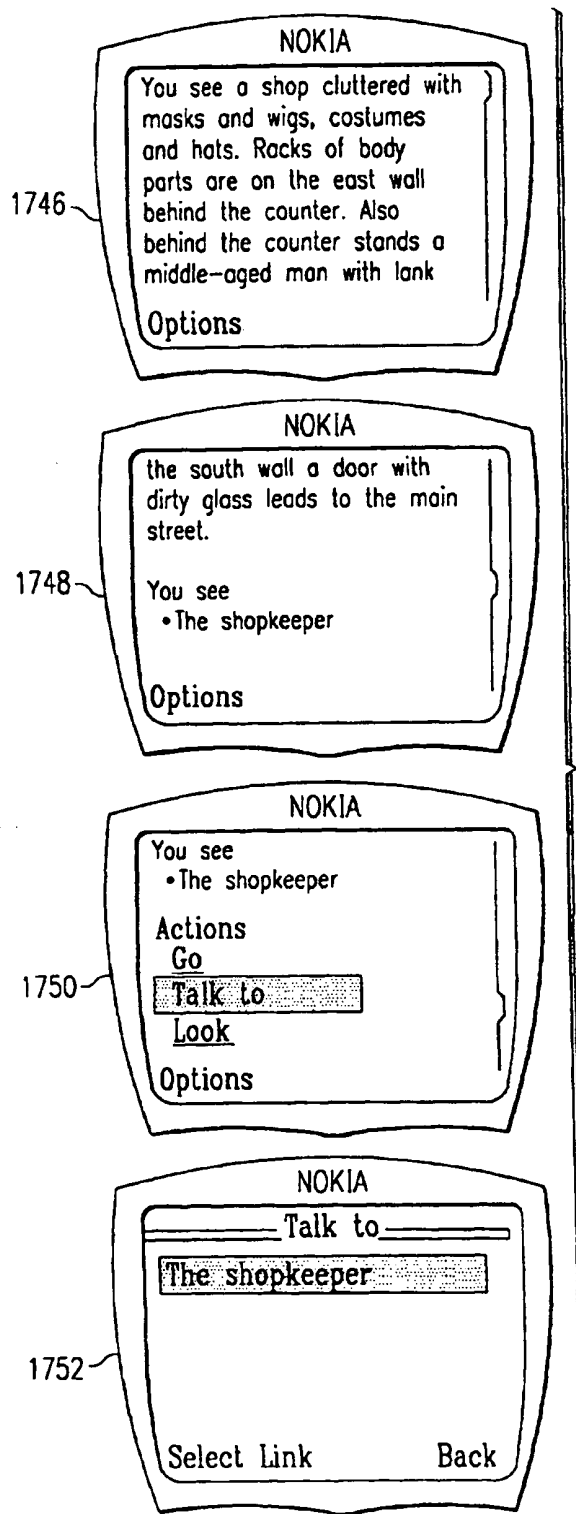 NOKIA
You see a shop cluttered with
masks and wigs, costumes
and hats. Racks of body
parts are on the east wall
behind the counter. Also
behind the counter stands a
middle-aged man with lank
Options
1746
NOKIA
the south wall a door with
dirty glass leads to the main
street.
You see
•The shopkeeper
Options
1748
NOKIA
You see
•The shopkeeper
Actions
Go
Talk to
Look
Options
1750
NOKIA
Talk to
The shopkeeper
Select Link Back
1752